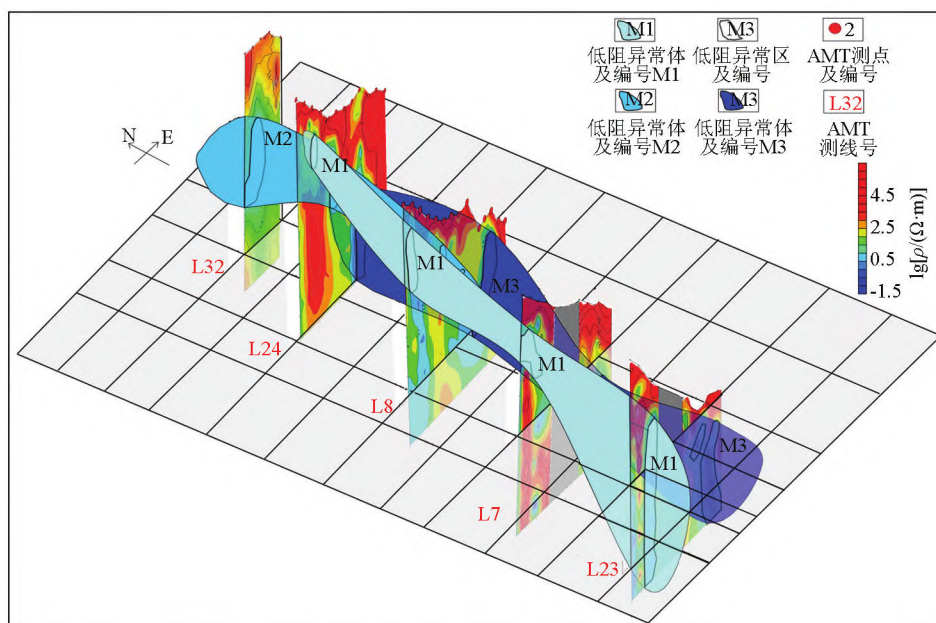 M1
M3
2
低阻异常体
及编号M1
低阻异常区
及编号
AMT测点
及编号
M2
M3
L32
低阻异常体
及编号M2
低阻异常体
及编号M3
AMT
测线号
N
E
M2
M1
M1
M3
M1
M1
M3
L32
L24
L8
L7
L23
4.5
2.5
0.5
-1.5
lg[ρ/(Ω·m)]